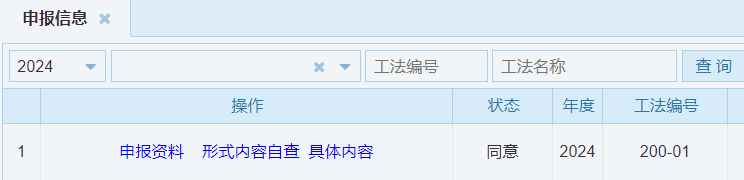 申报信息 ×
2024 × 工法编号 工法名称 查 询
操作 状态 年度 工法编号
1 申报资料 形式内容自查 具体内容 同意 2024 200-01